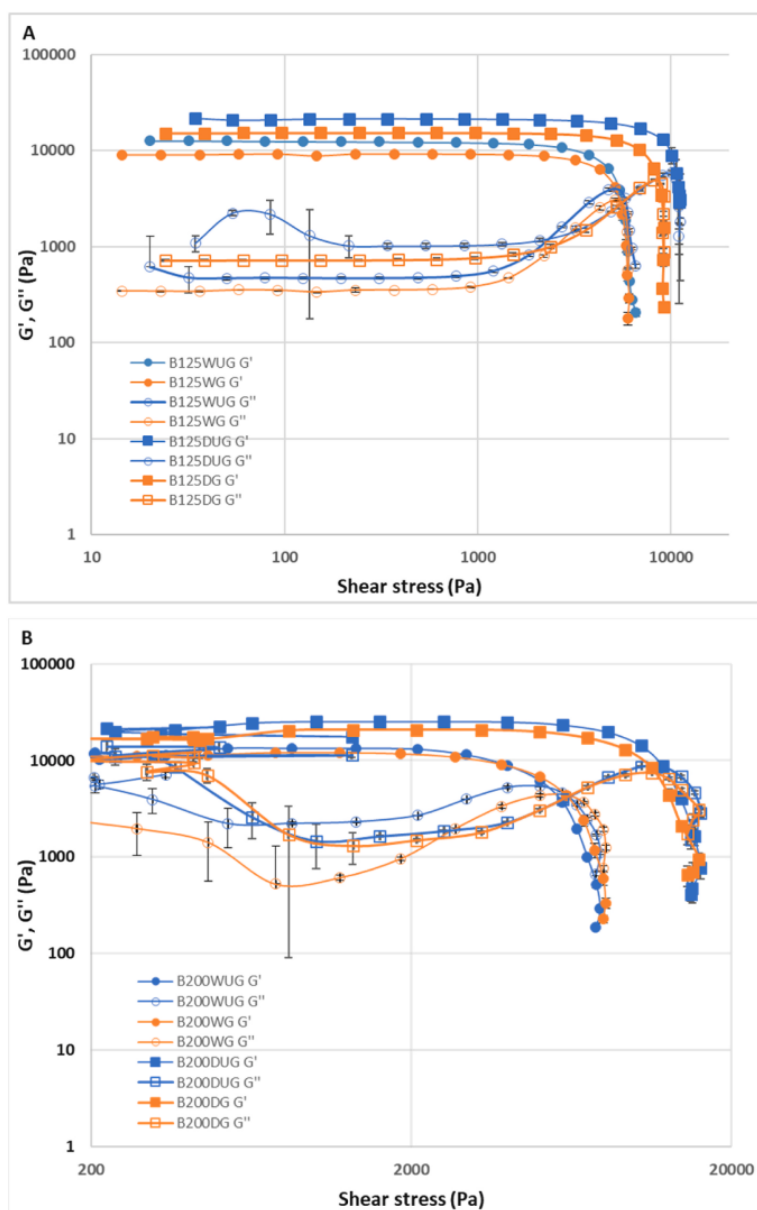 A
100000
10000
1000
100
10
1
G', G'' (Pa)
B125WUG G'
B125WG G'
B125WUG G''
B125WG G''
B125DUG G'
B125DUG G''
B125DG G'
B125DG G''
10 100 1000 10000
Shear stress (Pa)
B
100000
10000
1000
100
10
1
G', G'' (Pa)
B200WUG G'
B200WUG G''
B200WG G'
B200WG G''
B200DUG G'
B200DUG G''
B200DG G'
B200DG G''
200 2000 20000
Shear stress (Pa)